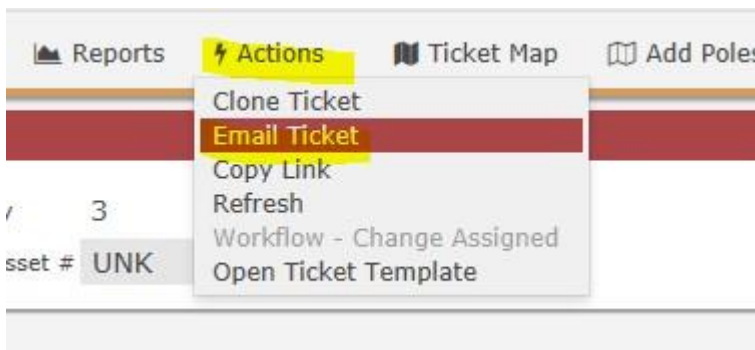 Reports Actions Ticket Map Add Poles
Clone Ticket
Email Ticket
Copy Link
y 3 Refresh
Workflow - Change Assigned
sset # UNK Open Ticket Template